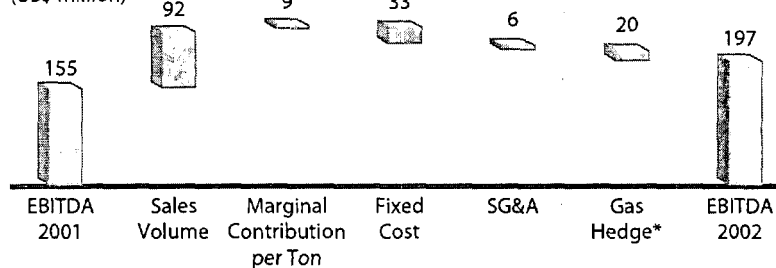 (US$ million)
92
9
33
6
20
197
155
EBITDA
2001
Sales
Volume
Marginal
Contribution
per Ton
Fixed
Cost
SG&A
Gas
Hedge*
EBITDA
2002